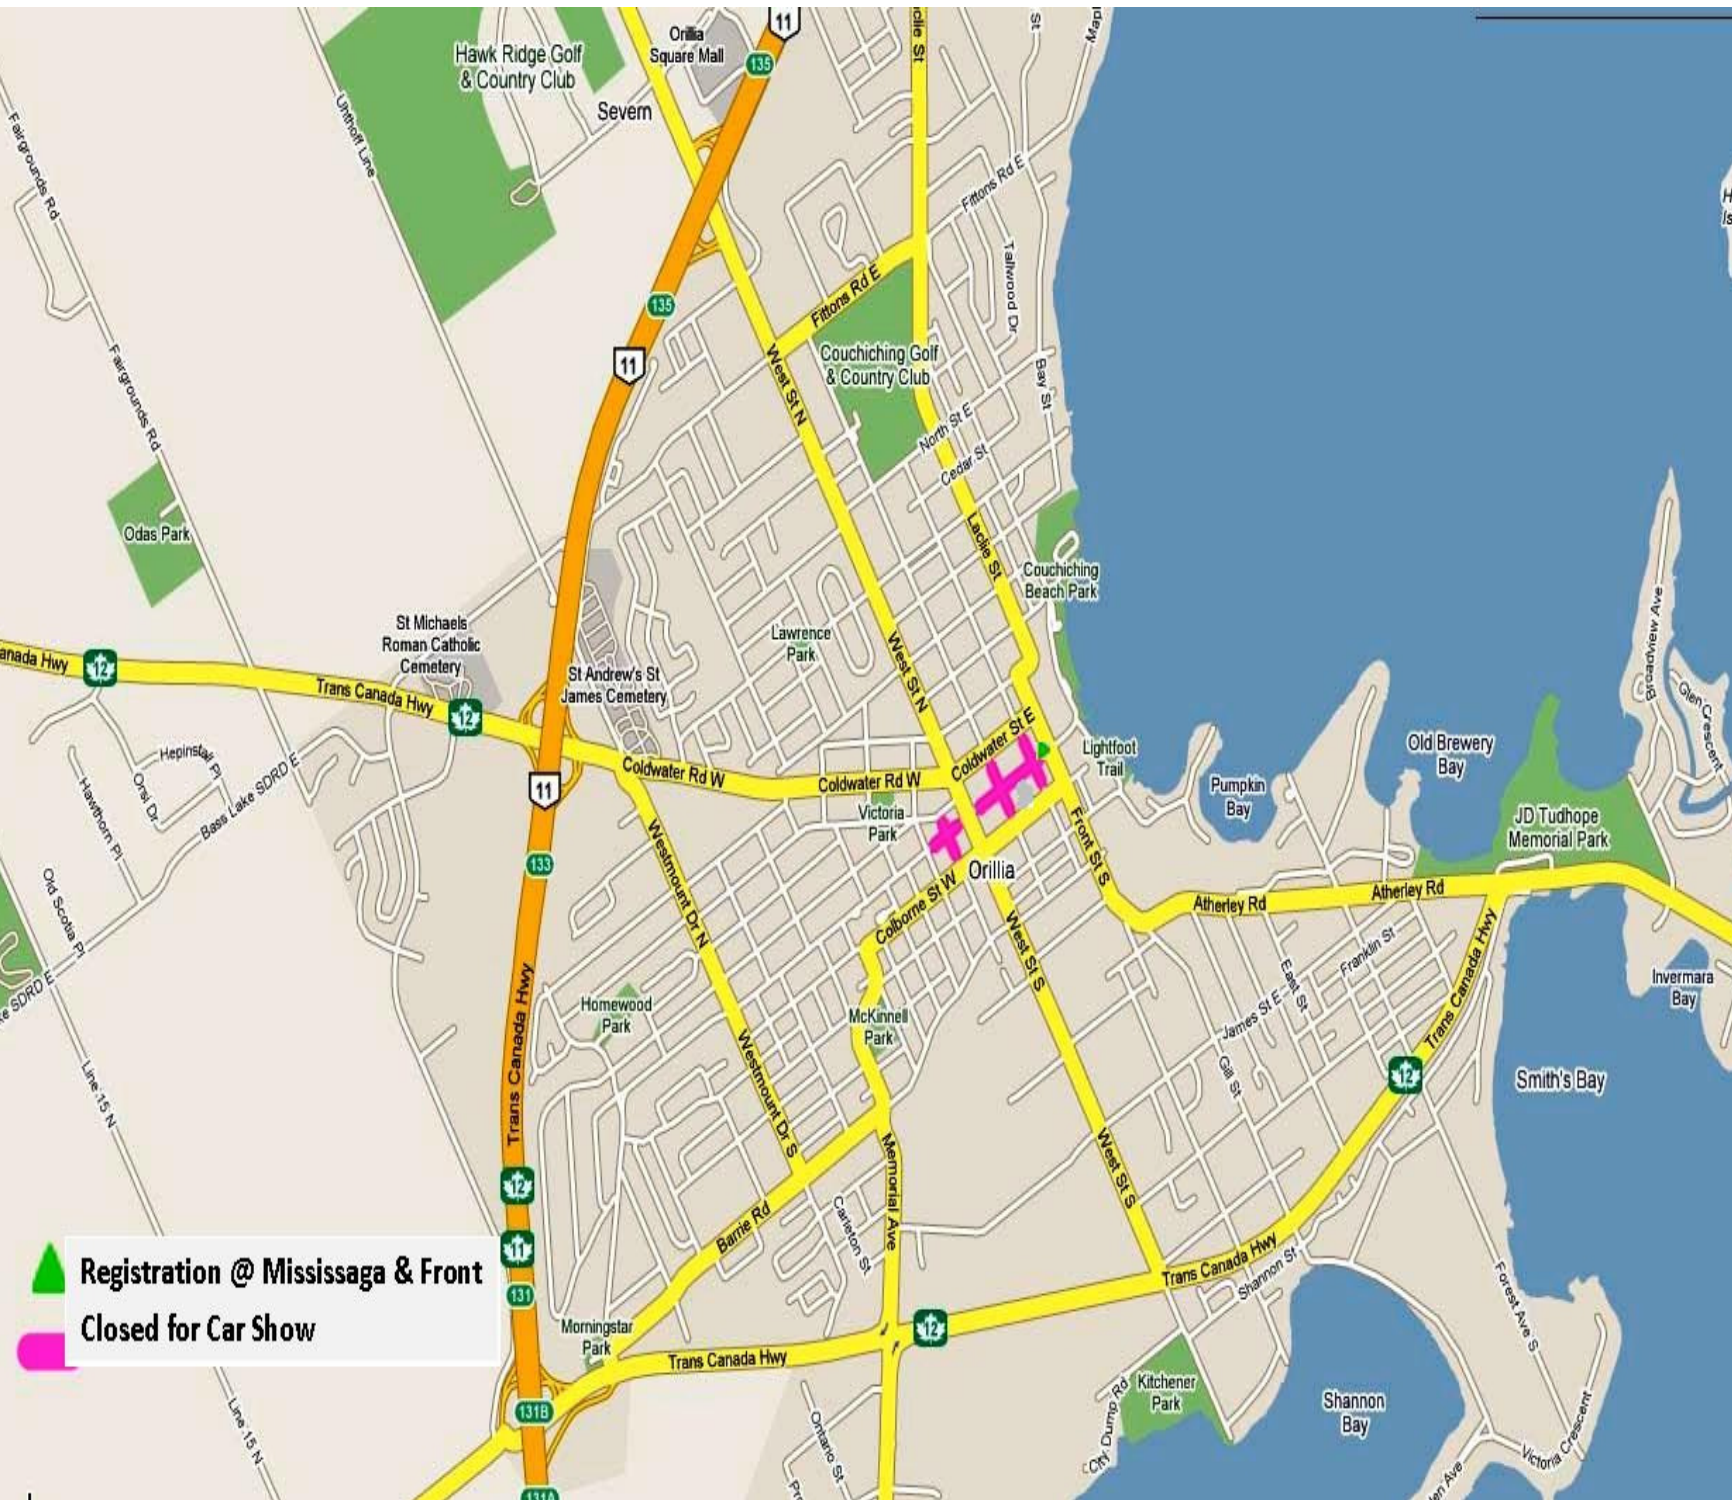 11
Orillia
Square Mall
135
Hawk Ridge Golf
& Country Club
Severn
St
Uhthoff Line
Fairgrounds Rd
Fittons Rd E
135
Tallwood Dr
Fittons Rd E
11
Couchiching Golf
& Country Club
West St N
Bay St
Fairgrounds Rd
North St E
Cedar St
Odas Park
Laclie St
Couchiching
Beach Park
St Michaels
Roman Catholic
Cemetery
Lawrence
Park
Broadview Ave
anada Hwy
12
Trans Canada Hwy
12
St Andrew's St
James Cemetery
West St N
Glen Crescent
Coldwater St E
Hepinstall Pl
Orsi Dr
Hawthorn Pl
Bass Lake SDRD E
11
Coldwater Rd W
Coldwater Rd W
Lightfoot
Trail
Old Brewery
Bay
Pumpkin
Bay
Victoria
Park
JD Tudhope
Memorial Park
Westmount Dr N
133
Orillia
Front St S
Old Scotia Pl
Colborne St W
Atherley Rd
Atherley Rd
West St S
Franklin St
East St
Trans Canada Hwy
SDRD E
Trans Canada Hwy
Homewood
Park
McKinnell
Park
James St E
Invermara
Bay
Westmount Dr S
Gill St
12
Smith's Bay
Line 15 N
Memorial Ave
West St S
12
Barrie Rd
Carleton St
11
Trans Canada Hwy
Shannon St
Registration @ Mississaga & Front
131
Forest Ave S
Closed for Car Show
Morningstar
Park
12
Trans Canada Hwy
Line 15 N
131B
City Dump Rd
Kitchener
Park
Shannon
Bay
Ontario St
Victoria Crescent
131A